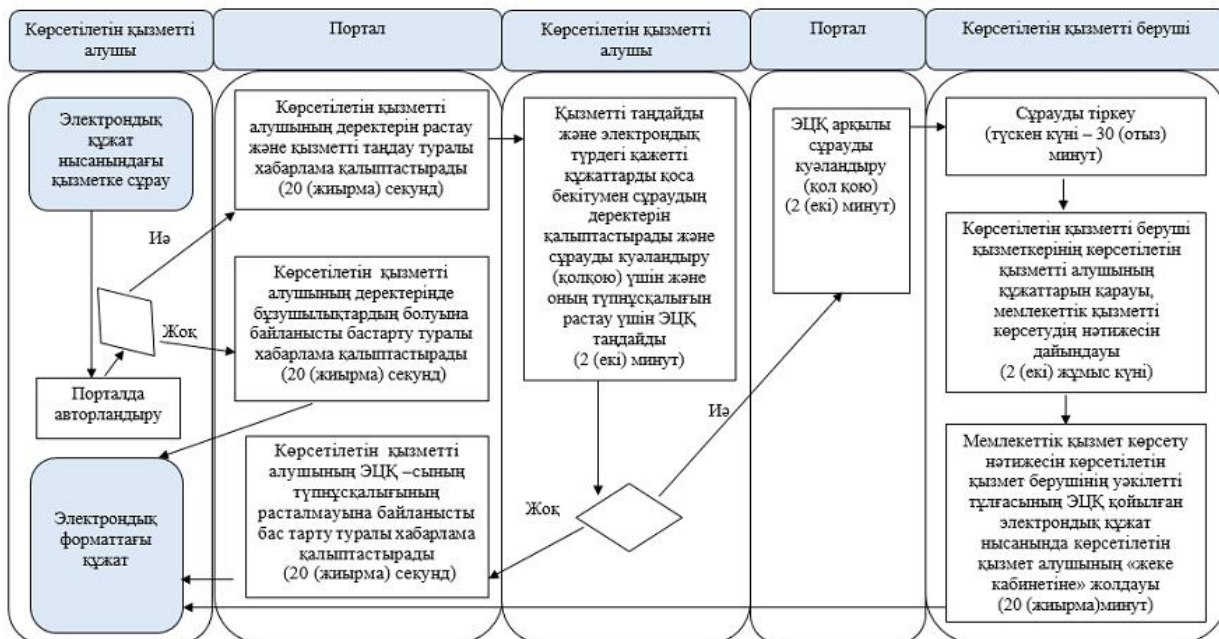 Көрсетілетін қызметті
алушы
Портал
Көрсетілетін қызметті
алушы
Портал
Көрсетілетін қызметті беруші
Электрондық
құжат
нысанындағы
қызметке сұрау
Иә
Жоқ
Порталда
авторландыру
Электрондық
форматтағы
құжат
Көрсетілетін қызметті
алушының деректерін растау
және қызметті таңдау туралы
хабарлама қалыптастырады
(20 (жиырма) секунд)
Көрсетілетін қызметті
алушының деректерінде
бұзушылықтардың болуына
байланысты бастарту туралы
хабарлама қалыптастырады
(20 (жиырма) секунд)
Көрсетілетін қызметті
алушының ЭЦҚ –сының
түпнұсқалығының
расталмауына байланысты
бас тарту туралы хабарлама
қалыптастырады
(20 (жиырма) секунд)
Қызметті таңдайды
және электрондық
түрдегі қажетті
құжаттарды қоса
бекітумен сұраудың
деректерін
қалыптастырады және
сұрауды куәландыру
(қолқою) үшін және
оның түпнұсқалығын
растау үшін ЭЦҚ
таңдайды
(2 (екі) минут)
Иә
Жоқ
ЭЦҚ арқылы
сұрауды
куәландыру
(қол қою)
(2 (екі) минут)
Сұрауды тіркеу
(түскен күні – 30 (отыз)
минут)
Көрсетілетін қызметті беруші
қызметкерінің көрсетілетін
қызметті алушының
құжаттарын қарауы,
мемлекеттік қызметті
көрсетудің нәтижесін
дайындауы
(2 (екі) жұмыс күні)
Мемлекеттік қызмет көрсету
нәтижесін көрсетілетін
қызмет берушінің уәкілетті
тұлғасының ЭЦҚ қойылған
электрондық құжат
нысанында көрсетілетін
қызмет алушының «жеке
кабинетіне» жолдауы
(20 (жиырма)минут)